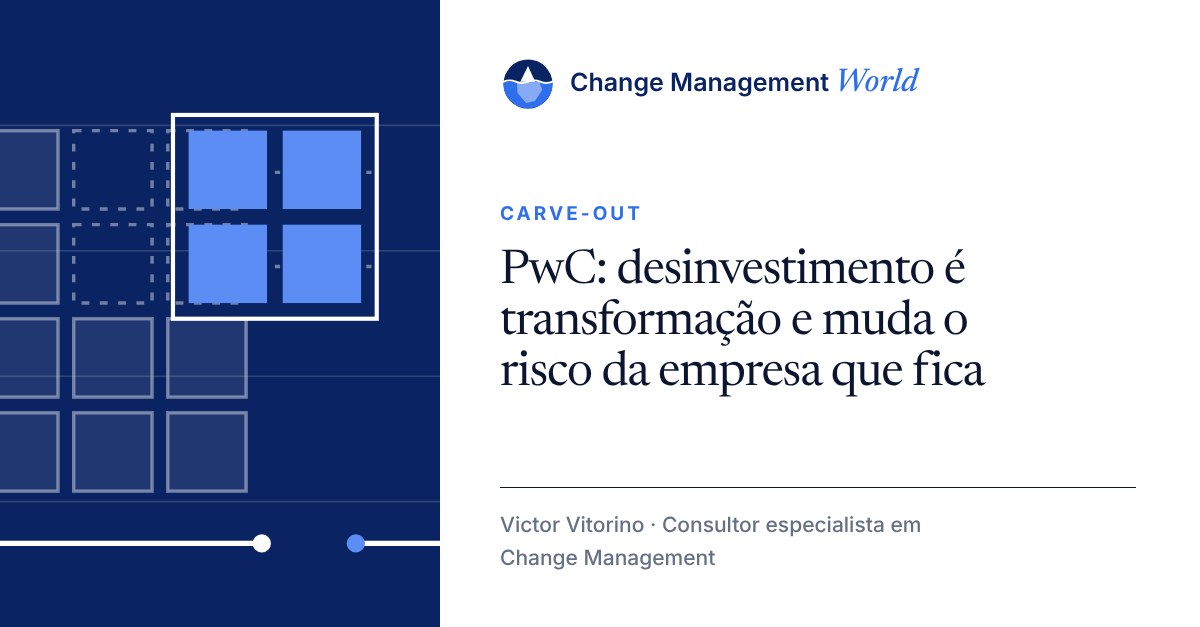 Change Management World
CARVE-OUT
PwC: desinvestimento é
transformação e muda o
risco da empresa que fica
Victor Vitorino · Consultor especialista em
Change Management